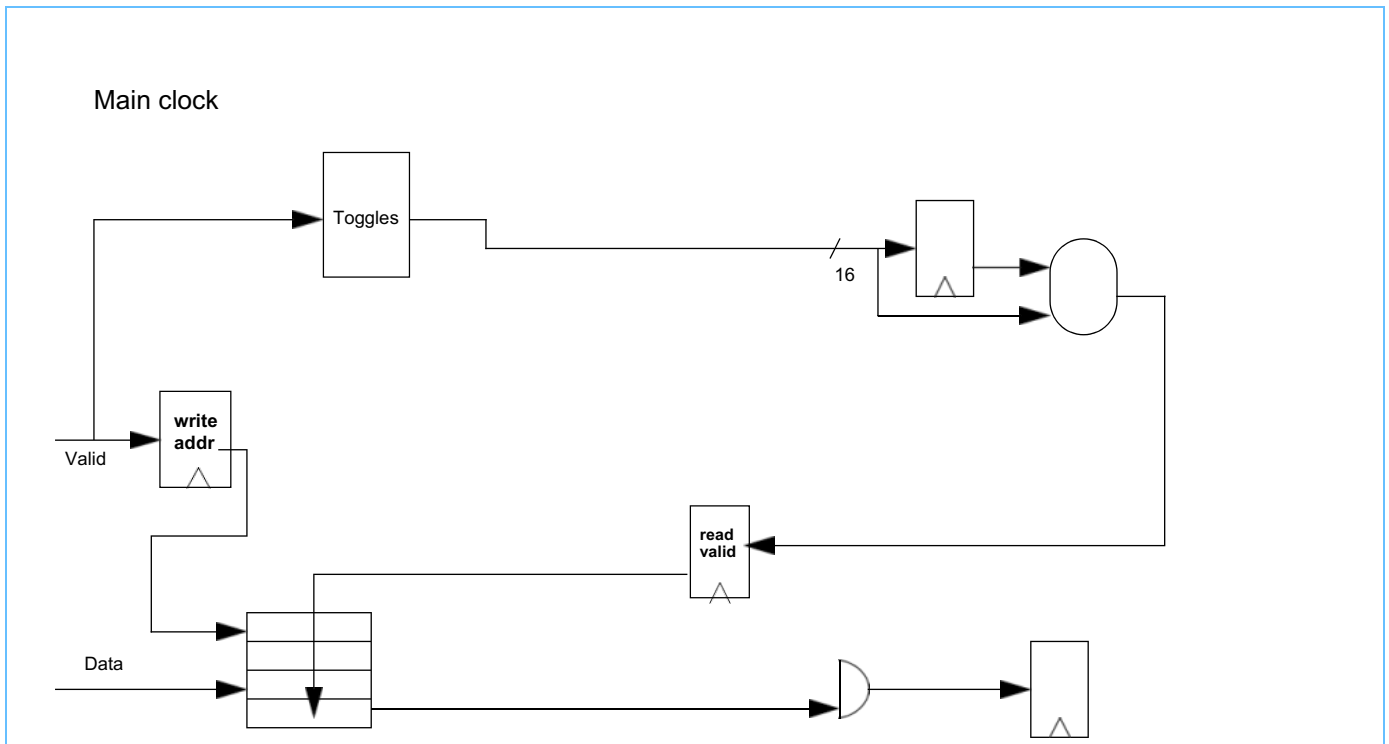 Main clock
Toggles
16
write
addr
Valid
read
valid
Data